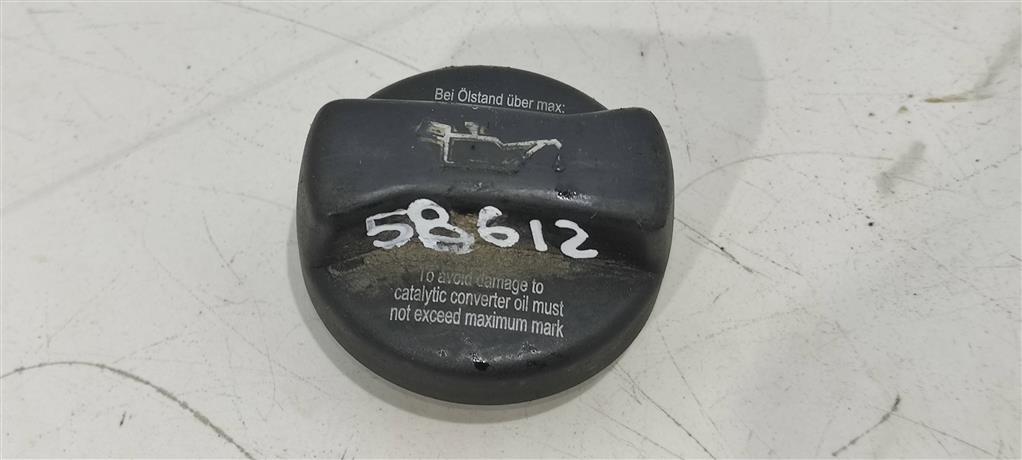 Bei Ölstand über max:
58612
To avoid damage to
catalytic converter oil must
not exceed maximum mark